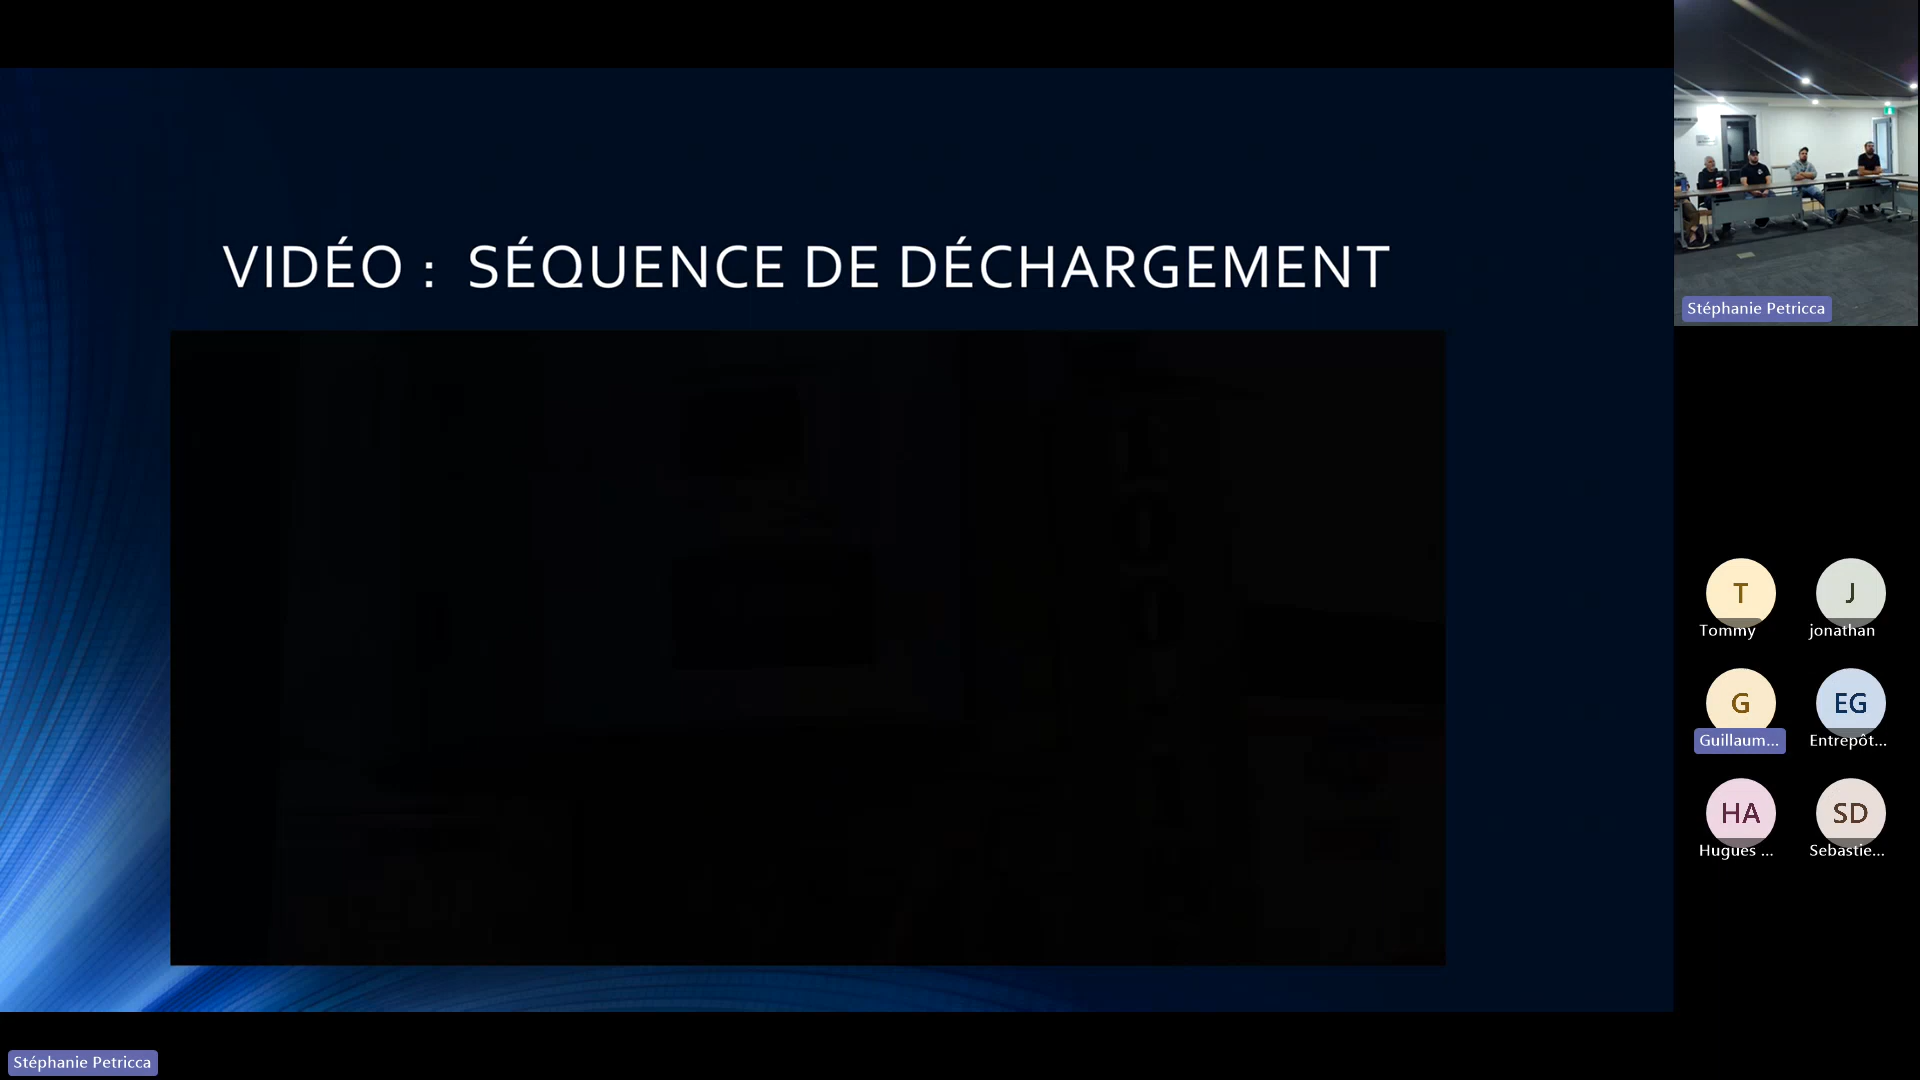 VIDÉO : SÉQUENCE DE DÉCHARGEMENT
Stéphanie Petricca
T
Tommy
J
jonathan
G
Guillaum...
EG
Entrepôt...
HA
Hugues ...
SD
Sebastie...
Stéphanie Petricca